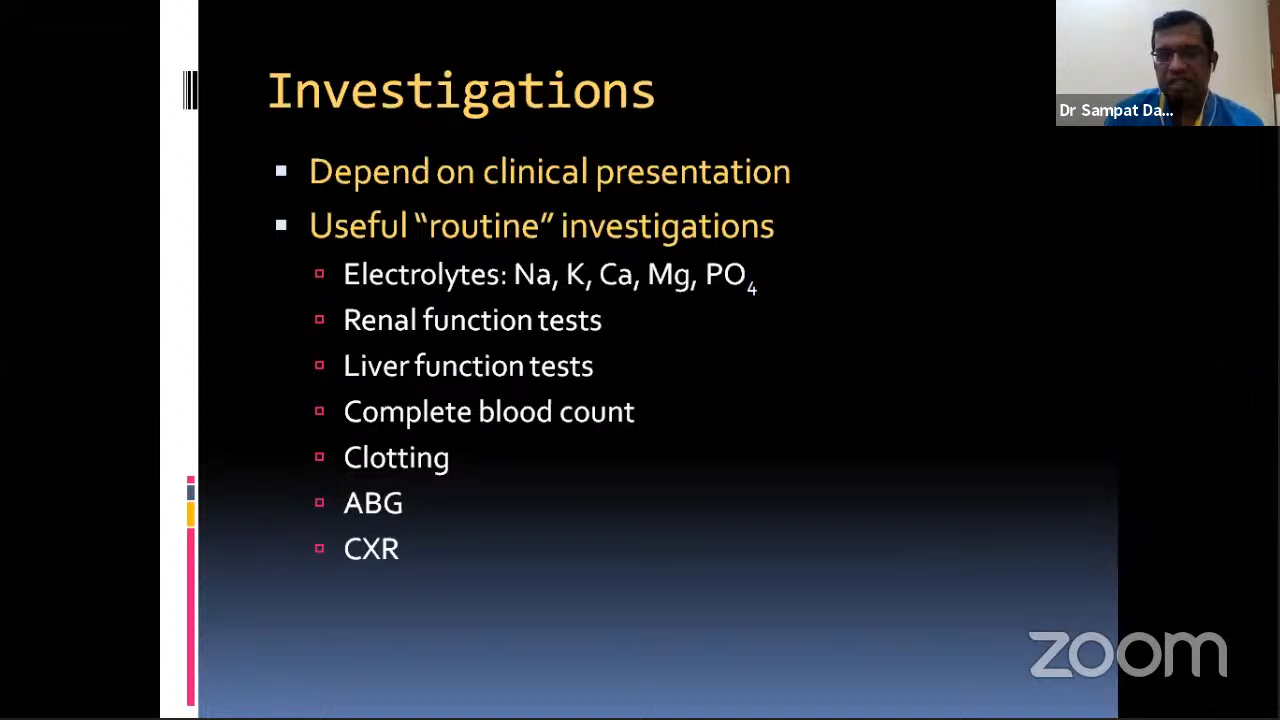 Investigations
Dr Sampat Da...
Depend on clinical presentation
Useful “routine” investigations
Electrolytes: Na, K, Ca, Mg, PO₄
Renal function tests
Liver function tests
Complete blood count
Clotting
ABG
CXR
zoom